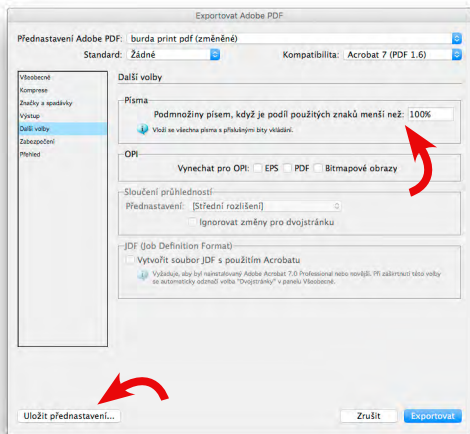 Exportovat Adobe PDF
Přednastavení Adobe PDF: burda print pdf (změněné)
Standard: Žádné Kompatibilita: Acrobat 7 (PDF 1.6)
Všeobecné
Komprese
Značky a spadávky
Výstup
Další volby
Zabezpečení
Přehled
Další volby
Písma
Podmnožiny písem, když je podíl použitých znaků menší než: 100%
Vloží se všechna písma s příslušnými bity vkládání.
OPI
Vynechat pro OPI: EPS PDF Bitmapové obrazy
Sloučení průhledností
Přednastavení: [Střední rozlišení]
Ignorovat změny pro dvojstránku
JDF (Job Definition Format)
Vytvořit soubor JDF s použitím Acrobatu
Vyžaduje, aby byl nainstalovaný Adobe Acrobat 7.0 Professional nebo novější. Při zaškrtnutí této volby
se automaticky odznačí volba "Dvojstránky" v panelu Všeobecné.
Uložit přednastavení... Zrušit Exportovat